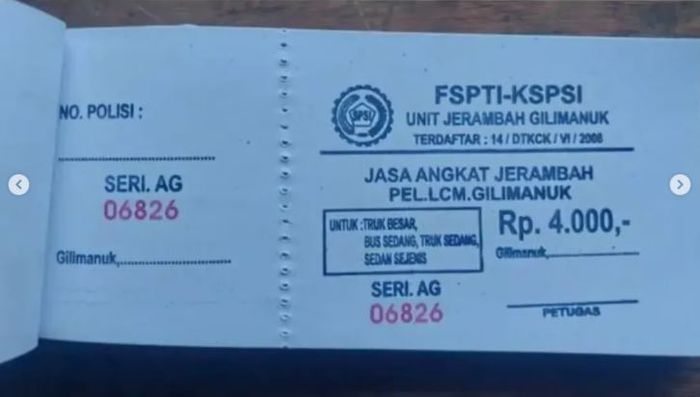 NO. POLISI :
SERI. AG
06826
Gilimanuk,
FSPTI-KSPSI
UNIT JERAMBAH GILIMANUK
TERDAFTAR : 14 / DTKCK / VI / 2008
SPSI
JASA ANGKAT JERAMBAH
PEL.LCM.GILIMANUK
UNTUK : TRUK BESAR,
BUS SEDANG, TRUK SEDANG,
SEDAN SEJENIS
Rp. 4.000,-
Gilimanuk,
SERI. AG
06826
PETUGAS